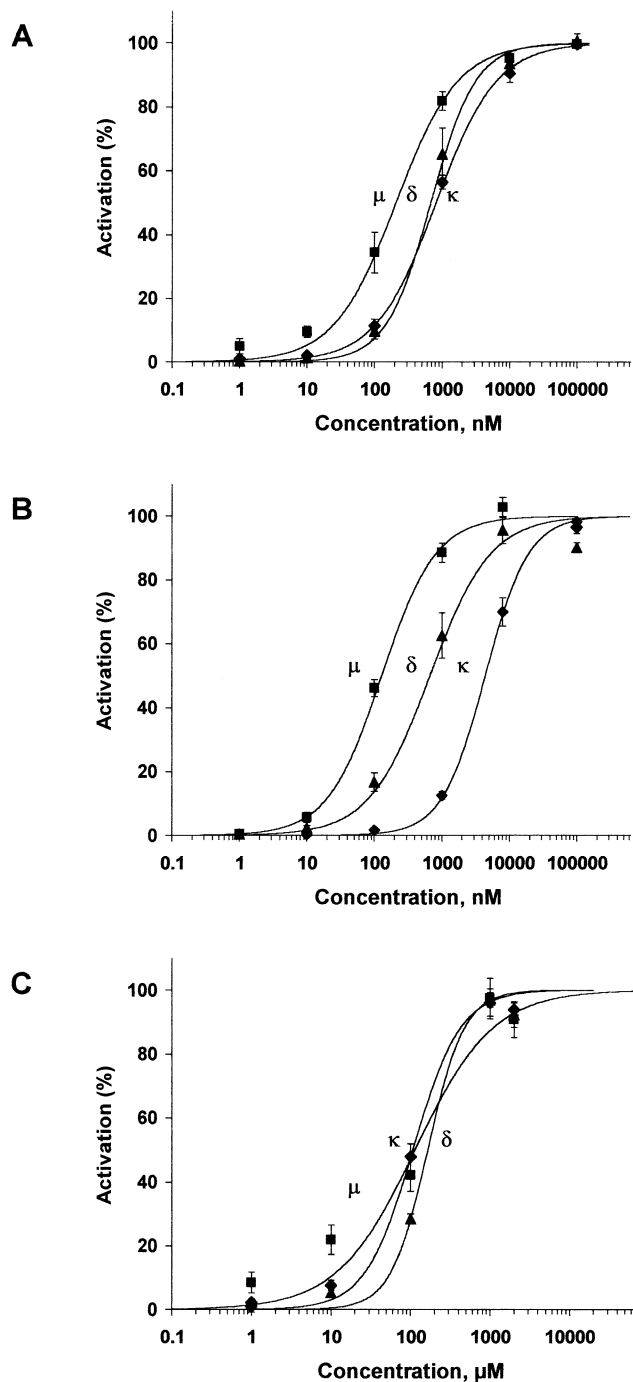 A
Activation (%)
100
80
60
40
20
0
μ δ κ
0.1 1 10 100 1000 10000 100000
Concentration, nM
B
Activation (%)
100
80
60
40
20
0
μ δ κ
0.1 1 10 100 1000 10000 100000
Concentration, nM
C
Activation (%)
100
80
60
40
20
0
κ δ
μ
0.1 1 10 100 1000 10000
Concentration, μM